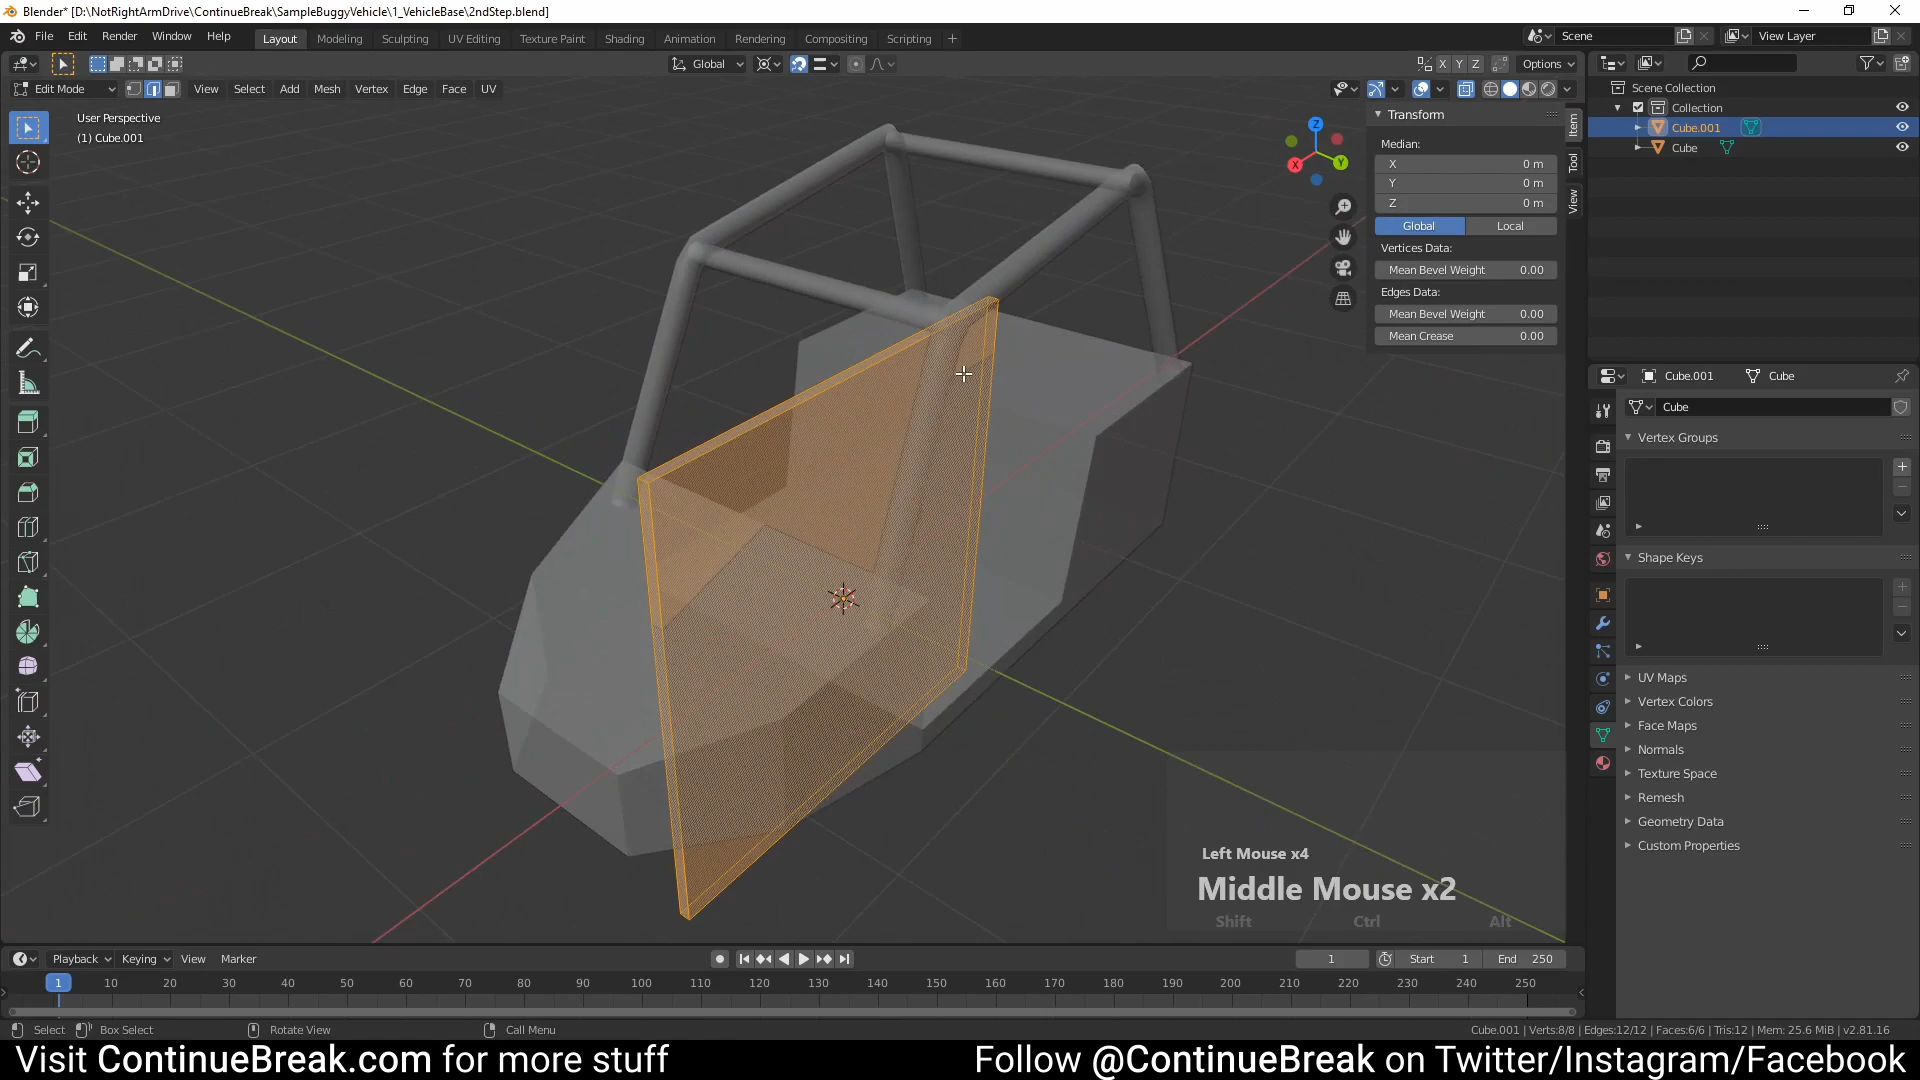 Blender* [D:\NotRightArmDrive\ContinueBreak\SampleBuggyVehicle\1_VehicleBase\2ndStep.blend]
File Edit Render Window Help Layout Modeling Sculpting UV Editing Texture Paint Shading Animation Rendering Compositing Scripting + Scene View Layer
Global X Y Z Options
Edit Mode View Select Add Mesh Vertex Edge Face UV
User Perspective
(1) Cube.001
Z
Y
X
Transform
Median:
X 0 m
Y 0 m
Z 0 m
Global Local
Vertices Data:
Mean Bevel Weight 0.00
Edges Data:
Mean Bevel Weight 0.00
Mean Crease 0.00
Item
Tool
View
Scene Collection
Collection
Cube.001
Cube
Cube.001 Cube
Cube
Vertex Groups
Shape Keys
UV Maps
Vertex Colors
Face Maps
Normals
Texture Space
Remesh
Geometry Data
Custom Properties
Left Mouse x4
Middle Mouse x2
Shift Ctrl Alt
Playback Keying View Marker 1 Start 1 End 250
1 10 20 30 40 50 60 70 80 90 100 110 120 130 140 150 160 170 180 190 200 210 220 230 240 250
Select Box Select Rotate View Call Menu Cube.001 | Verts:8/8 | Edges:12/12 | Faces:6/6 | Tris:12 | Mem: 25.6 MiB | v2.81.16
Visit ContinueBreak.com for more stuff Follow @ContinueBreak on Twitter/Instagram/Facebook